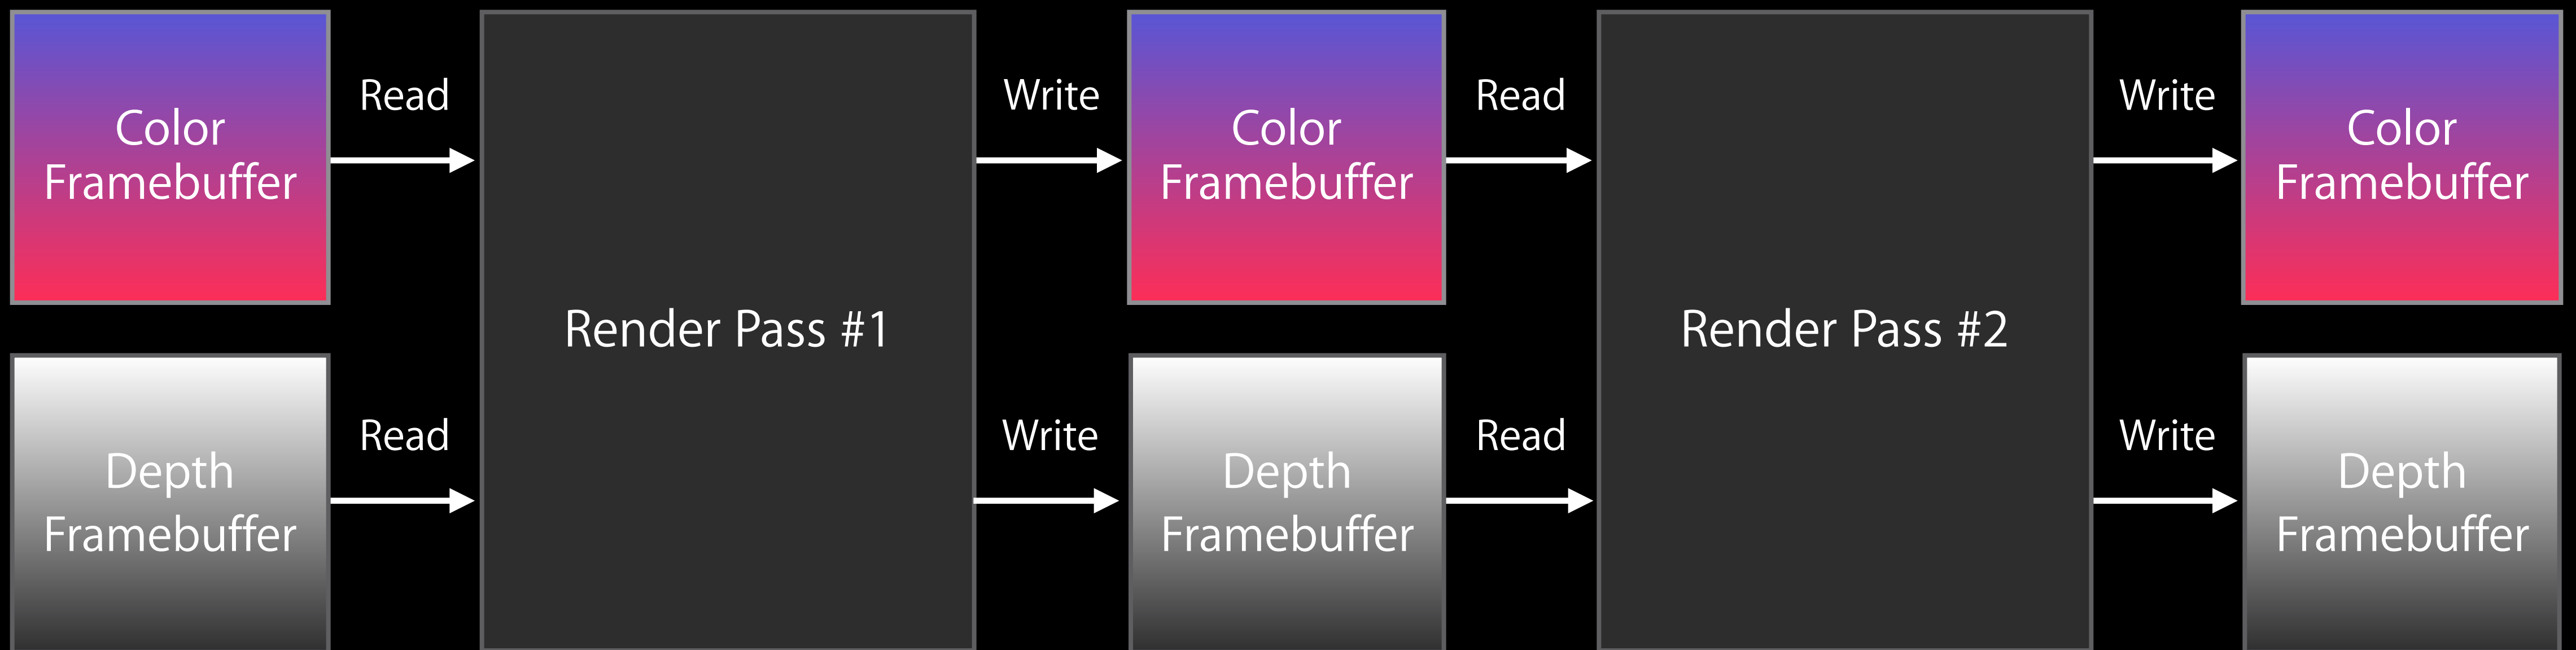 Color
Framebuffer
Read
Render Pass #1
Write
Color
Framebuffer
Read
Render Pass #2
Write
Color
Framebuffer
Depth
Framebuffer
Read
Write
Depth
Framebuffer
Read
Write
Depth
Framebuffer